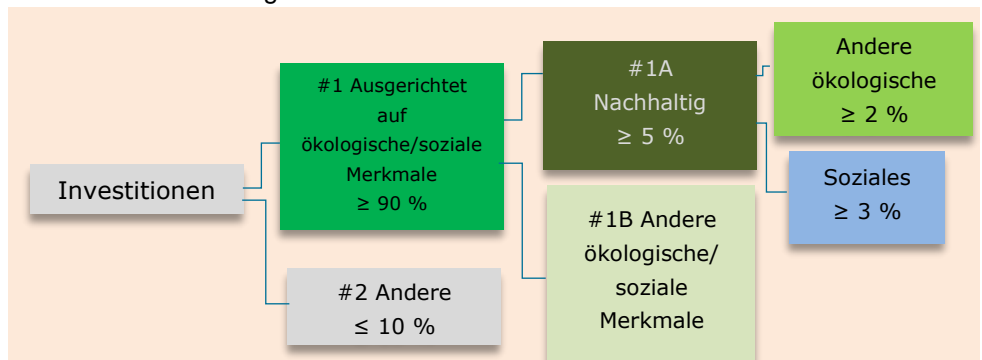 Investitionen
#1 Ausgerichtet
auf
ökologische/soziale
Merkmale
≥ 90 %
#2 Andere
≤ 10 %
#1A
Nachhaltig
≥ 5 %
#1B Andere
ökologische/
soziale
Merkmale
Andere
ökologische
≥ 2 %
Soziales
≥ 3 %